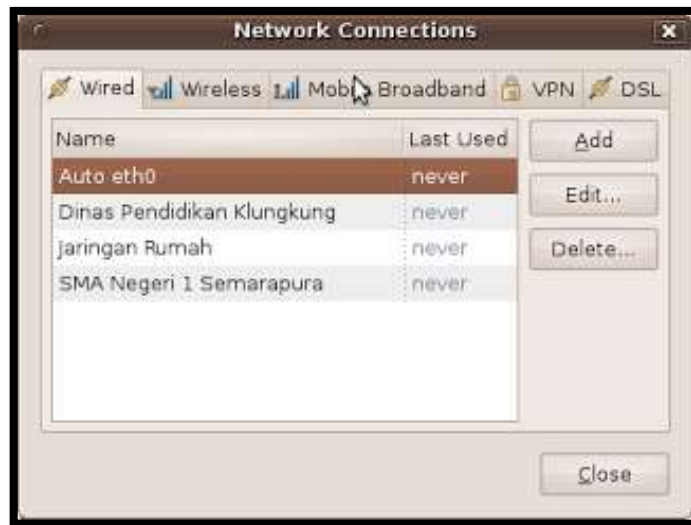 Network Connections
Wired Wireless Mobile Broadband VPN DSL
Name Last Used
Auto eth0 never
Dinas Pendidikan Klungkung never
Jaringan Rumah never
SMA Negeri 1 Semarapura never
Add
Edit...
Delete...
Close